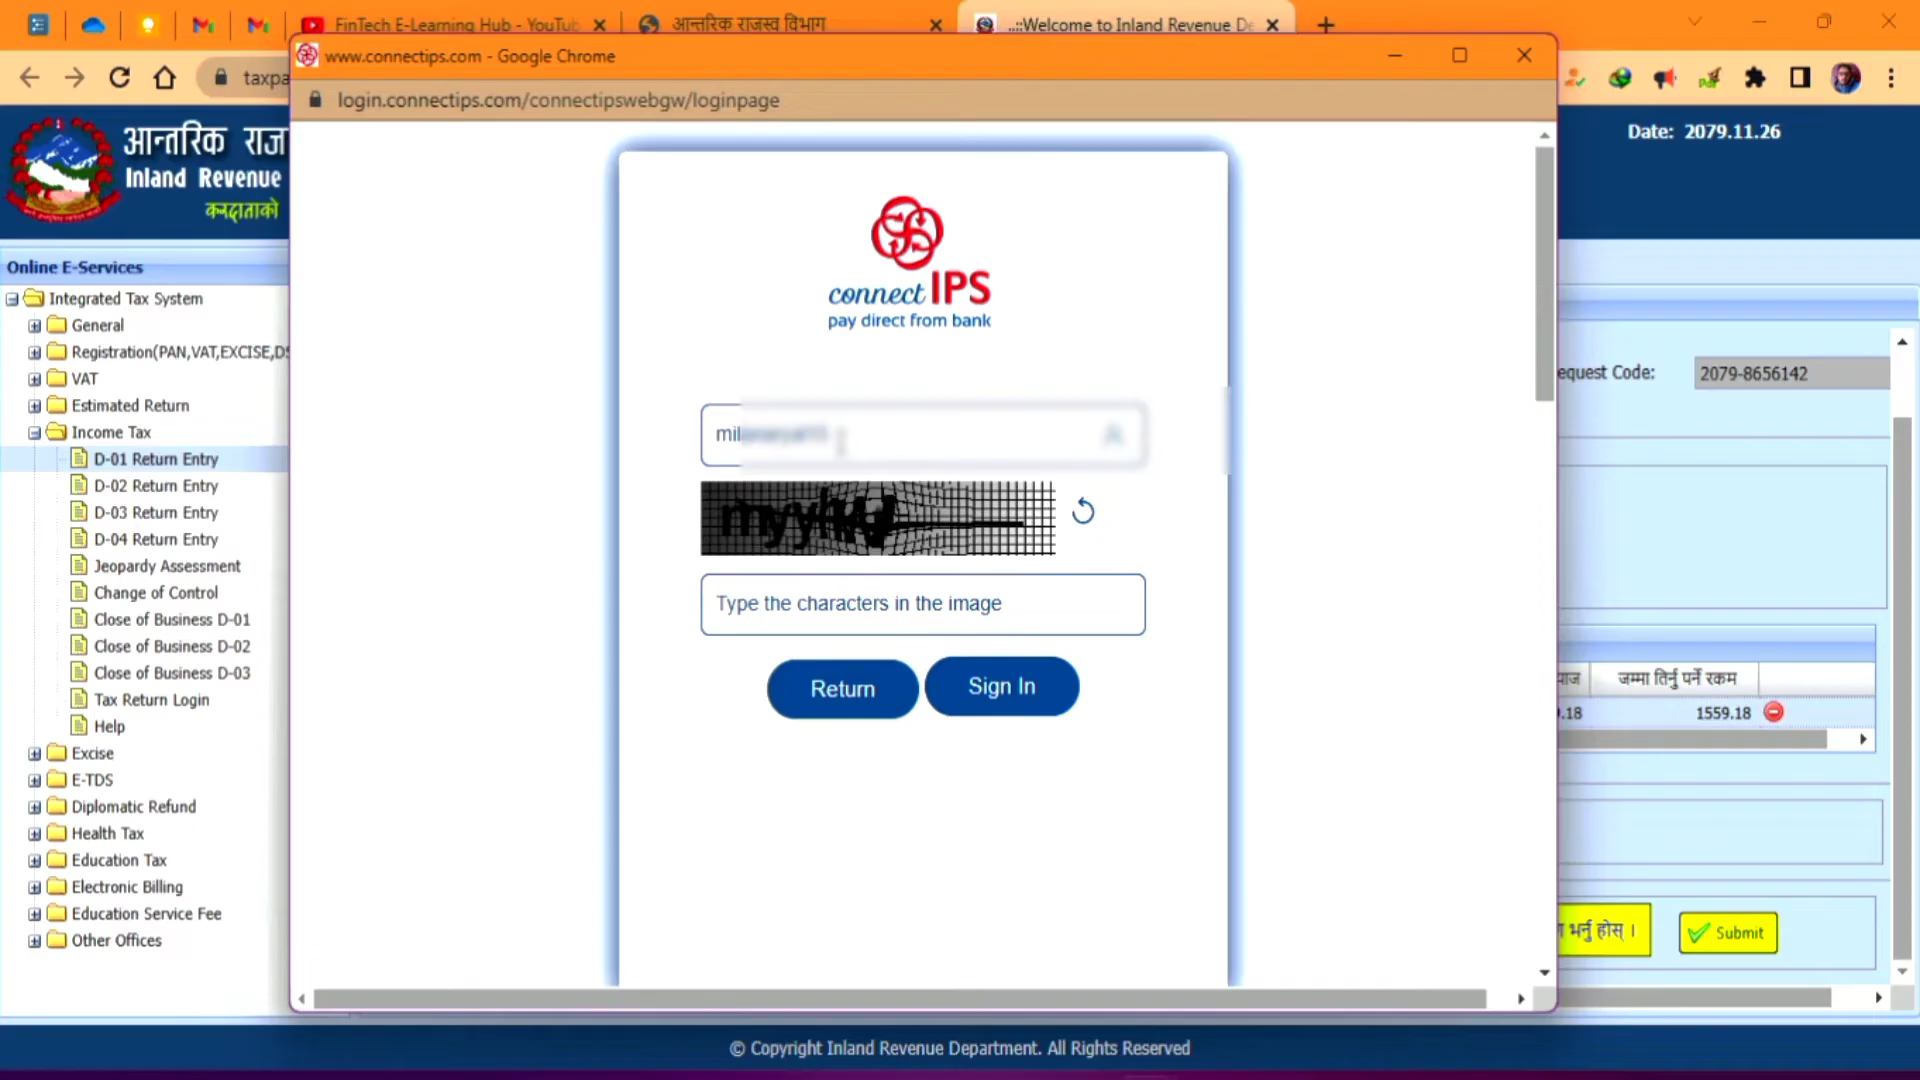 FinTech E-Learning Hub - YouTub
आन्तरिक राजस्व विभाग
..::Welcome to Inland Revenue De
www.connectips.com - Google Chrome
taxpa
login.connectips.com/connectipswebgw/loginpage
आन्तरिक राज
Inland Revenue
करदाताको
Date: 2079.11.26
connect IPS
pay direct from bank
Online E-Services
Integrated Tax System
General
Registration(PAN,VAT,EXCISE,DS
VAT
Estimated Return
Income Tax
D-01 Return Entry
D-02 Return Entry
D-03 Return Entry
D-04 Return Entry
Jeopardy Assessment
Change of Control
Close of Business D-01
Close of Business D-02
Close of Business D-03
Tax Return Login
Help
Excise
E-TDS
Diplomatic Refund
Health Tax
Education Tax
Electronic Billing
Education Service Fee
Other Offices
equest Code: 2079-8656142
mil
Type the characters in the image
Return
Sign In
याज जम्मा तिर्नु पर्ने रकम
.18 1559.18
भर्नु होस् ।
Submit
© Copyright Inland Revenue Department. All Rights Reserved